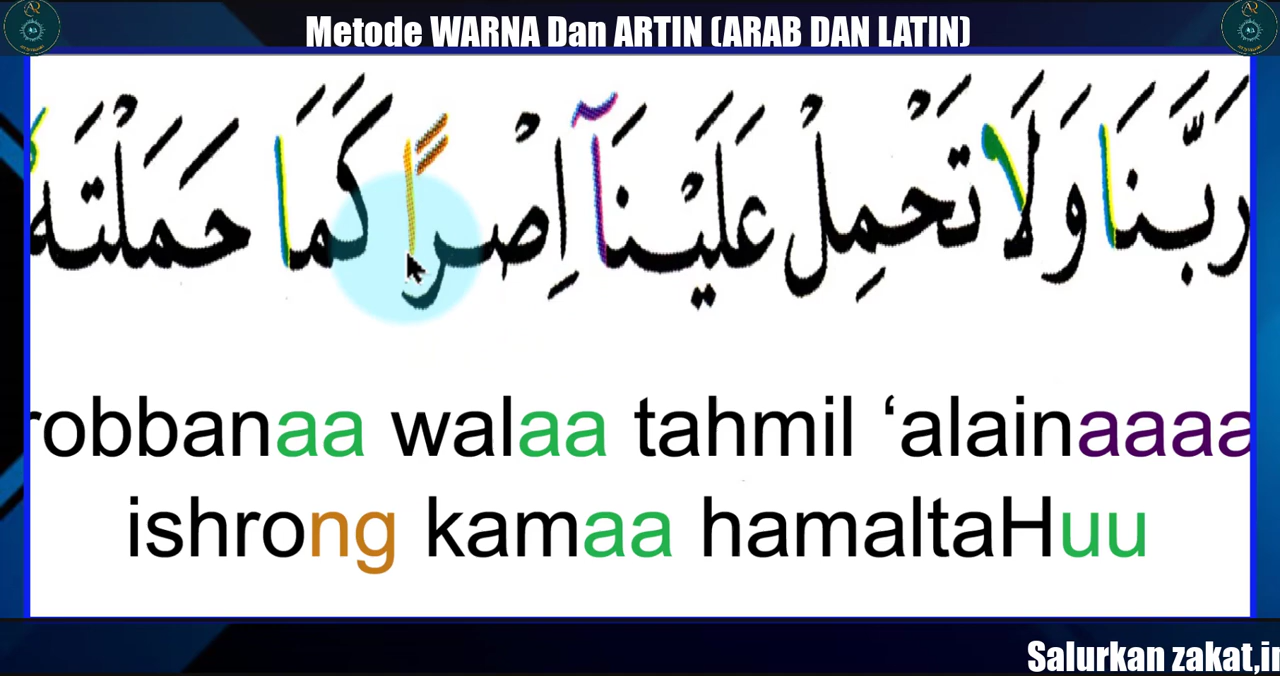 Metode WARNA Dan ARTIN (ARAB DAN LATIN)
رَبَّنَا وَلَا تَحْمِلْ عَلَيْنَآ اِصْرًا كَمَا حَمَلْتَهٗ
robbanaa walaa tahmil ‘alainaaaa
ishrong kamaa hamaltaHuu
Salurkan zakat,in